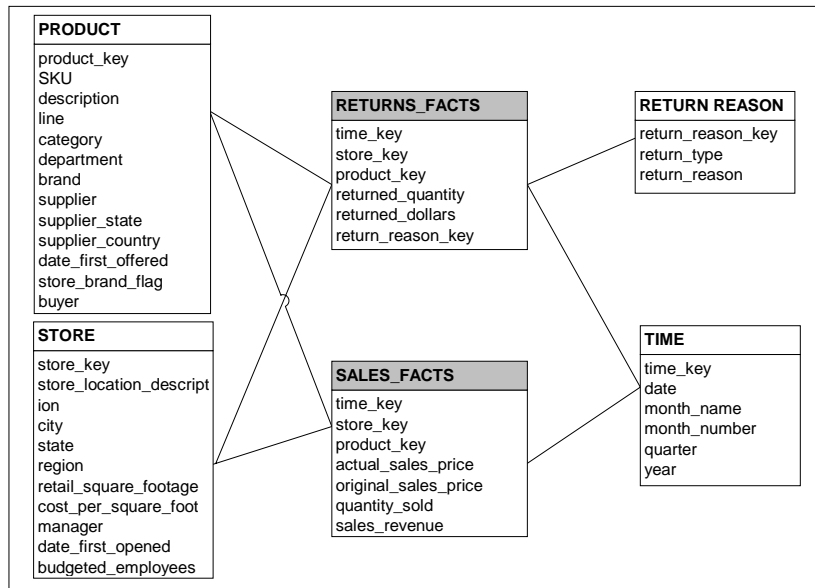 PRODUCT
product_key
SKU
description
line
category
department
brand
supplier
supplier_state
supplier_country
date_first_offered
store_brand_flag
buyer
STORE
store_key
store_location_descript
ion
city
state
region
retail_square_footage
cost_per_square_foot
manager
date_first_opened
budgeted_employees
RETURNS_FACTS
time_key
store_key
product_key
returned_quantity
returned_dollars
return_reason_key
SALES_FACTS
time_key
store_key
product_key
actual_sales_price
original_sales_price
quantity_sold
sales_revenue
RETURN REASON
return_reason_key
return_type
return_reason
TIME
time_key
date
month_name
month_number
quarter
year